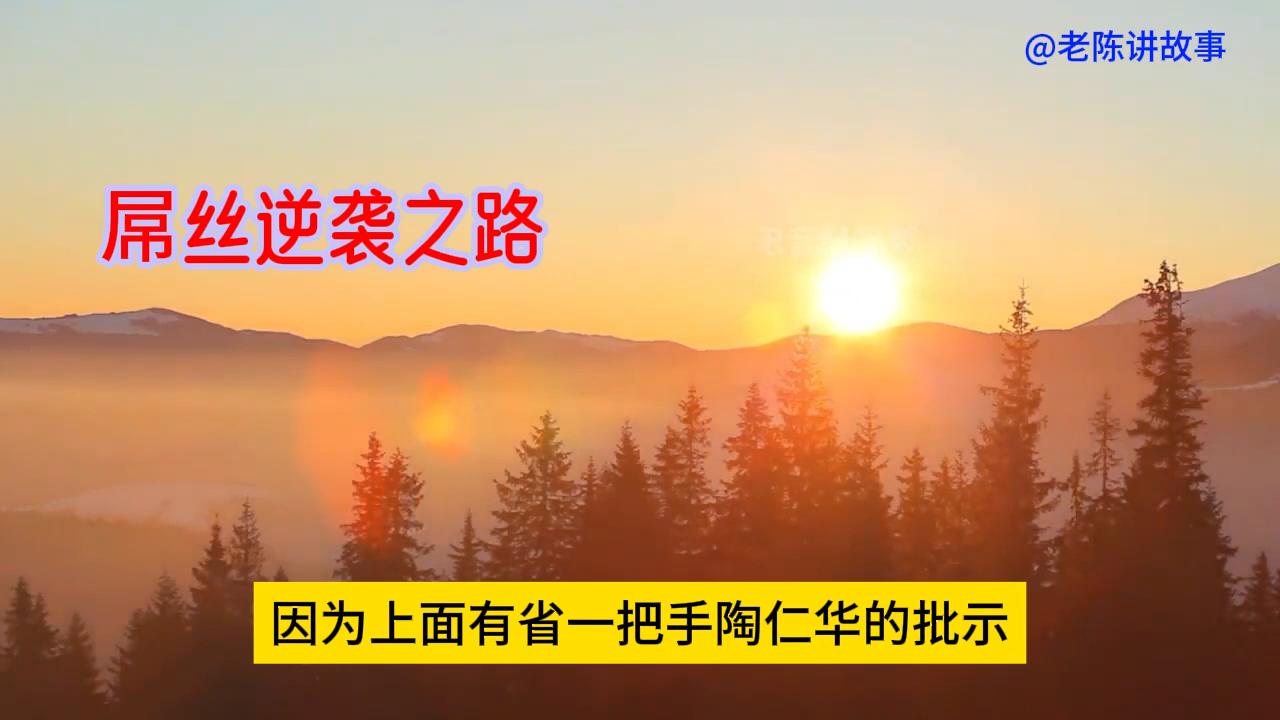 @老陈讲故事
屌丝逆袭之路
因为上面有省一把手陶仁华的批示